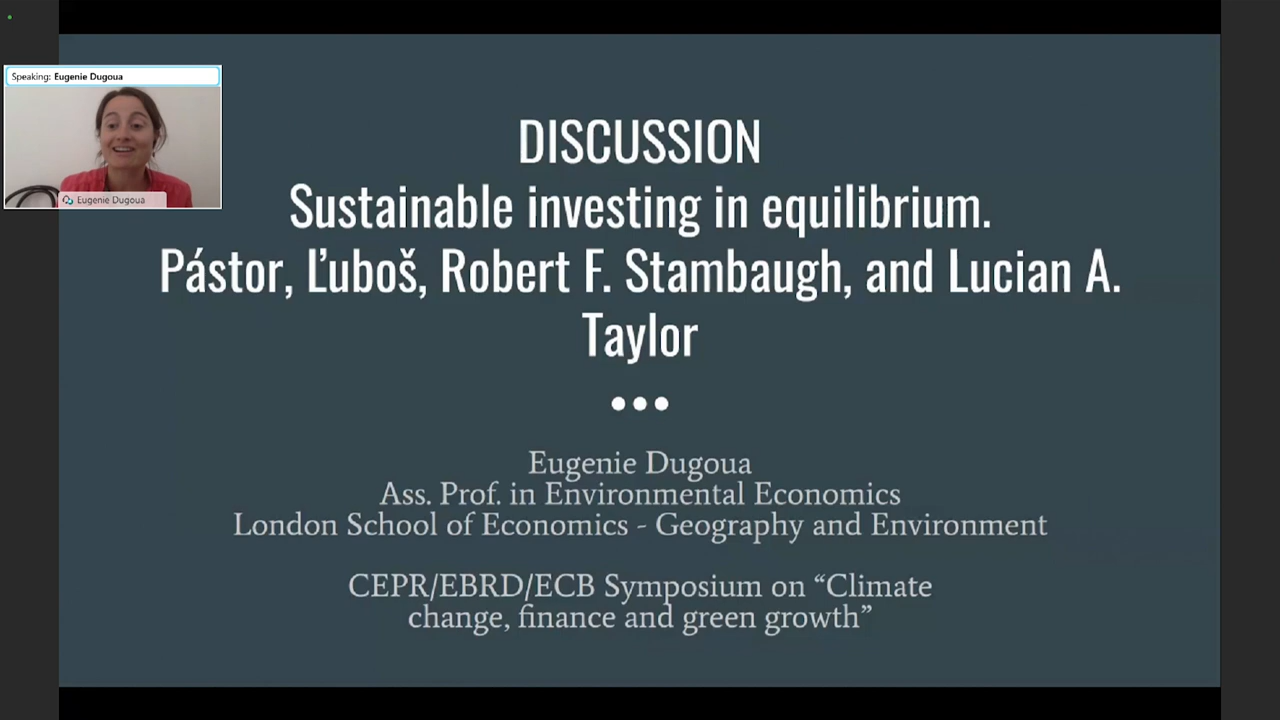 Speaking: Eugenie Dugoua
Eugenie Dugoua
DISCUSSION
Sustainable investing in equilibrium.
Pástor, Ľuboš, Robert F. Stambaugh, and Lucian A.
Taylor
Eugenie Dugoua
Ass. Prof. in Environmental Economics
London School of Economics - Geography and Environment
CEPR/EBRD/ECB Symposium on “Climate
change, finance and green growth”